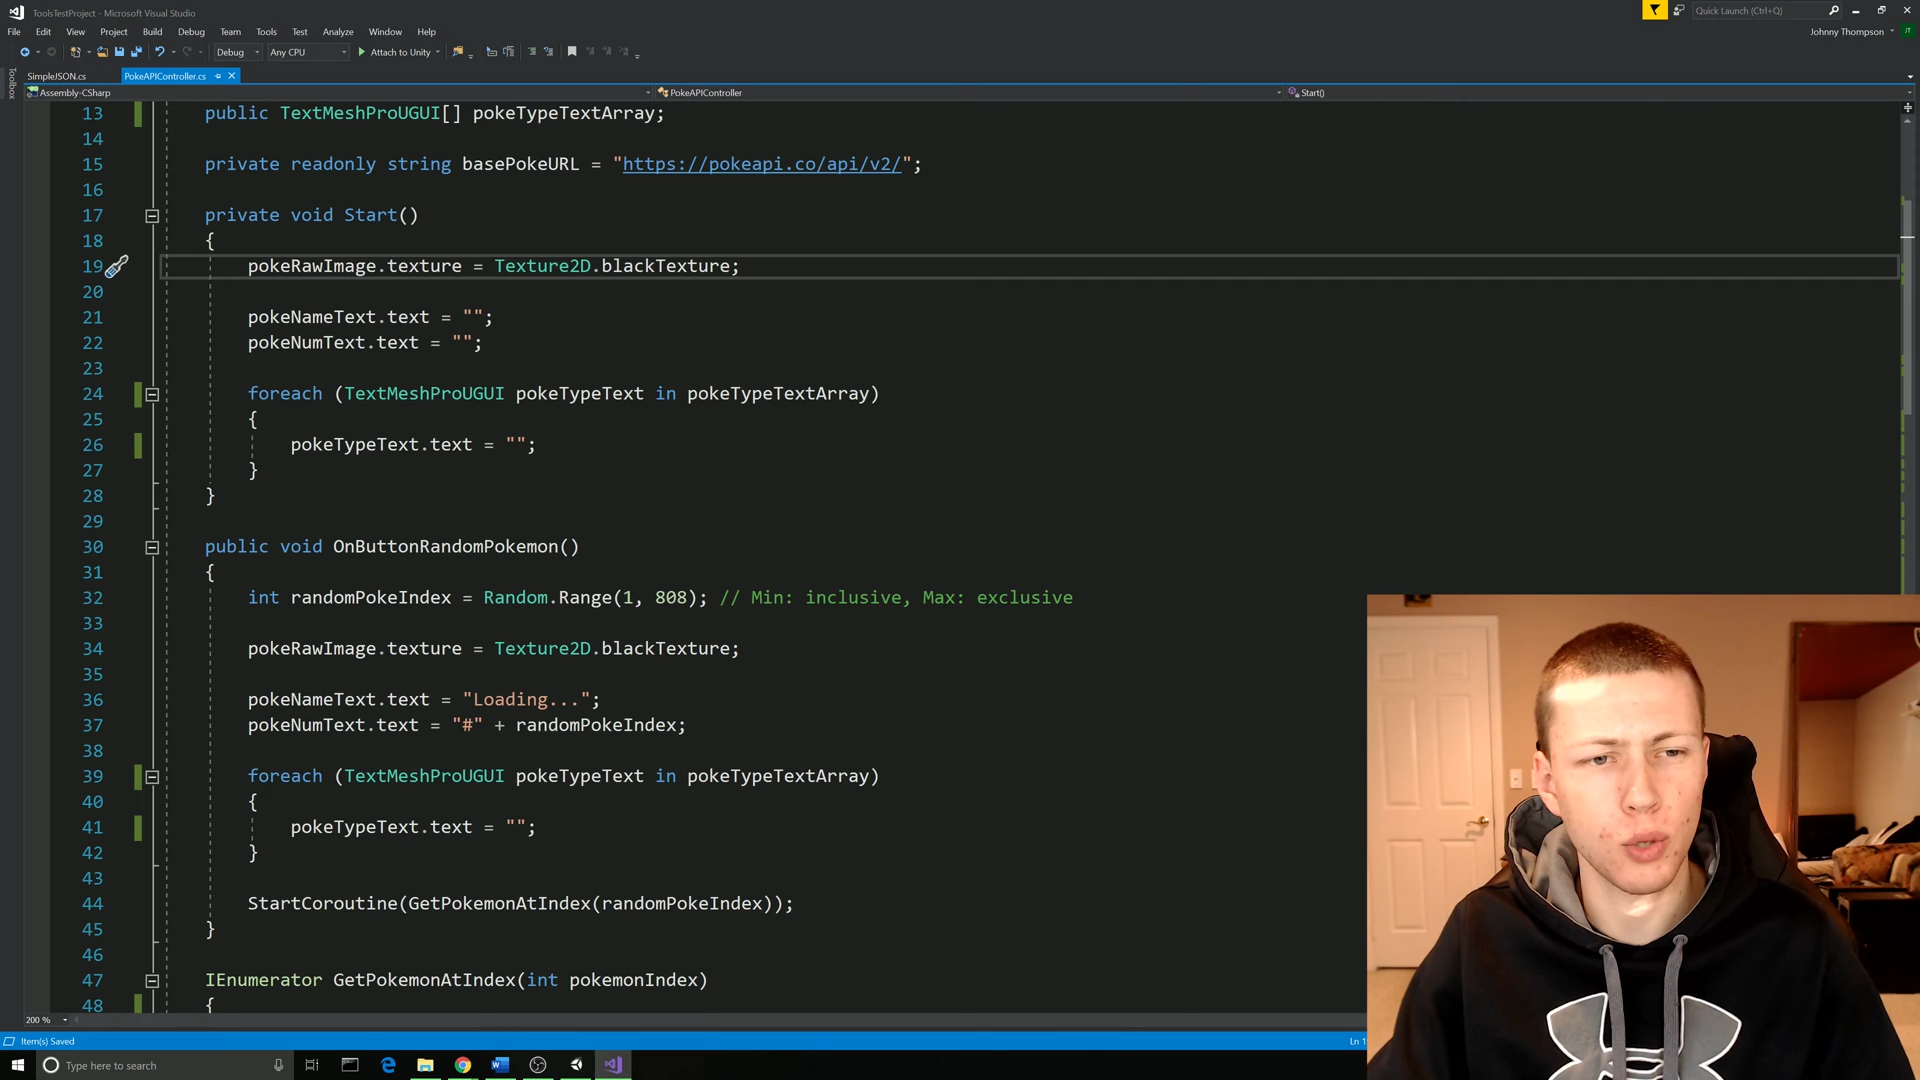 ToolsTestProject - Microsoft Visual Studio
Quick Launch (Ctrl+Q)
File Edit View Project Build Debug Team Tools Test Analyze Window Help
Johnny Thompson JT
Debug Any CPU Attach to Unity
Toolbox
SimpleJSON.cs PokeAPIController.cs
Assembly-CSharp PokeAPIController Start()
13 public TextMeshProUGUI[] pokeTypeTextArray;
14
15 private readonly string basePokeURL = "https://pokeapi.co/api/v2/";
16
17 private void Start()
18 {
19 pokeRawImage.texture = Texture2D.blackTexture;
20
21 pokeNameText.text = "";
22 pokeNumText.text = "";
23
24 foreach (TextMeshProUGUI pokeTypeText in pokeTypeTextArray)
25 {
26 pokeTypeText.text = "";
27 }
28 }
29
30 public void OnButtonRandomPokemon()
31 {
32 int randomPokeIndex = Random.Range(1, 808); // Min: inclusive, Max: exclusive
33
34 pokeRawImage.texture = Texture2D.blackTexture;
35
36 pokeNameText.text = "Loading...";
37 pokeNumText.text = "#" + randomPokeIndex;
38
39 foreach (TextMeshProUGUI pokeTypeText in pokeTypeTextArray)
40 {
41 pokeTypeText.text = "";
42 }
43
44 StartCoroutine(GetPokemonAtIndex(randomPokeIndex));
45 }
46
47 IEnumerator GetPokemonAtIndex(int pokemonIndex)
48 {
200 %
Item(s) Saved
Type here to search